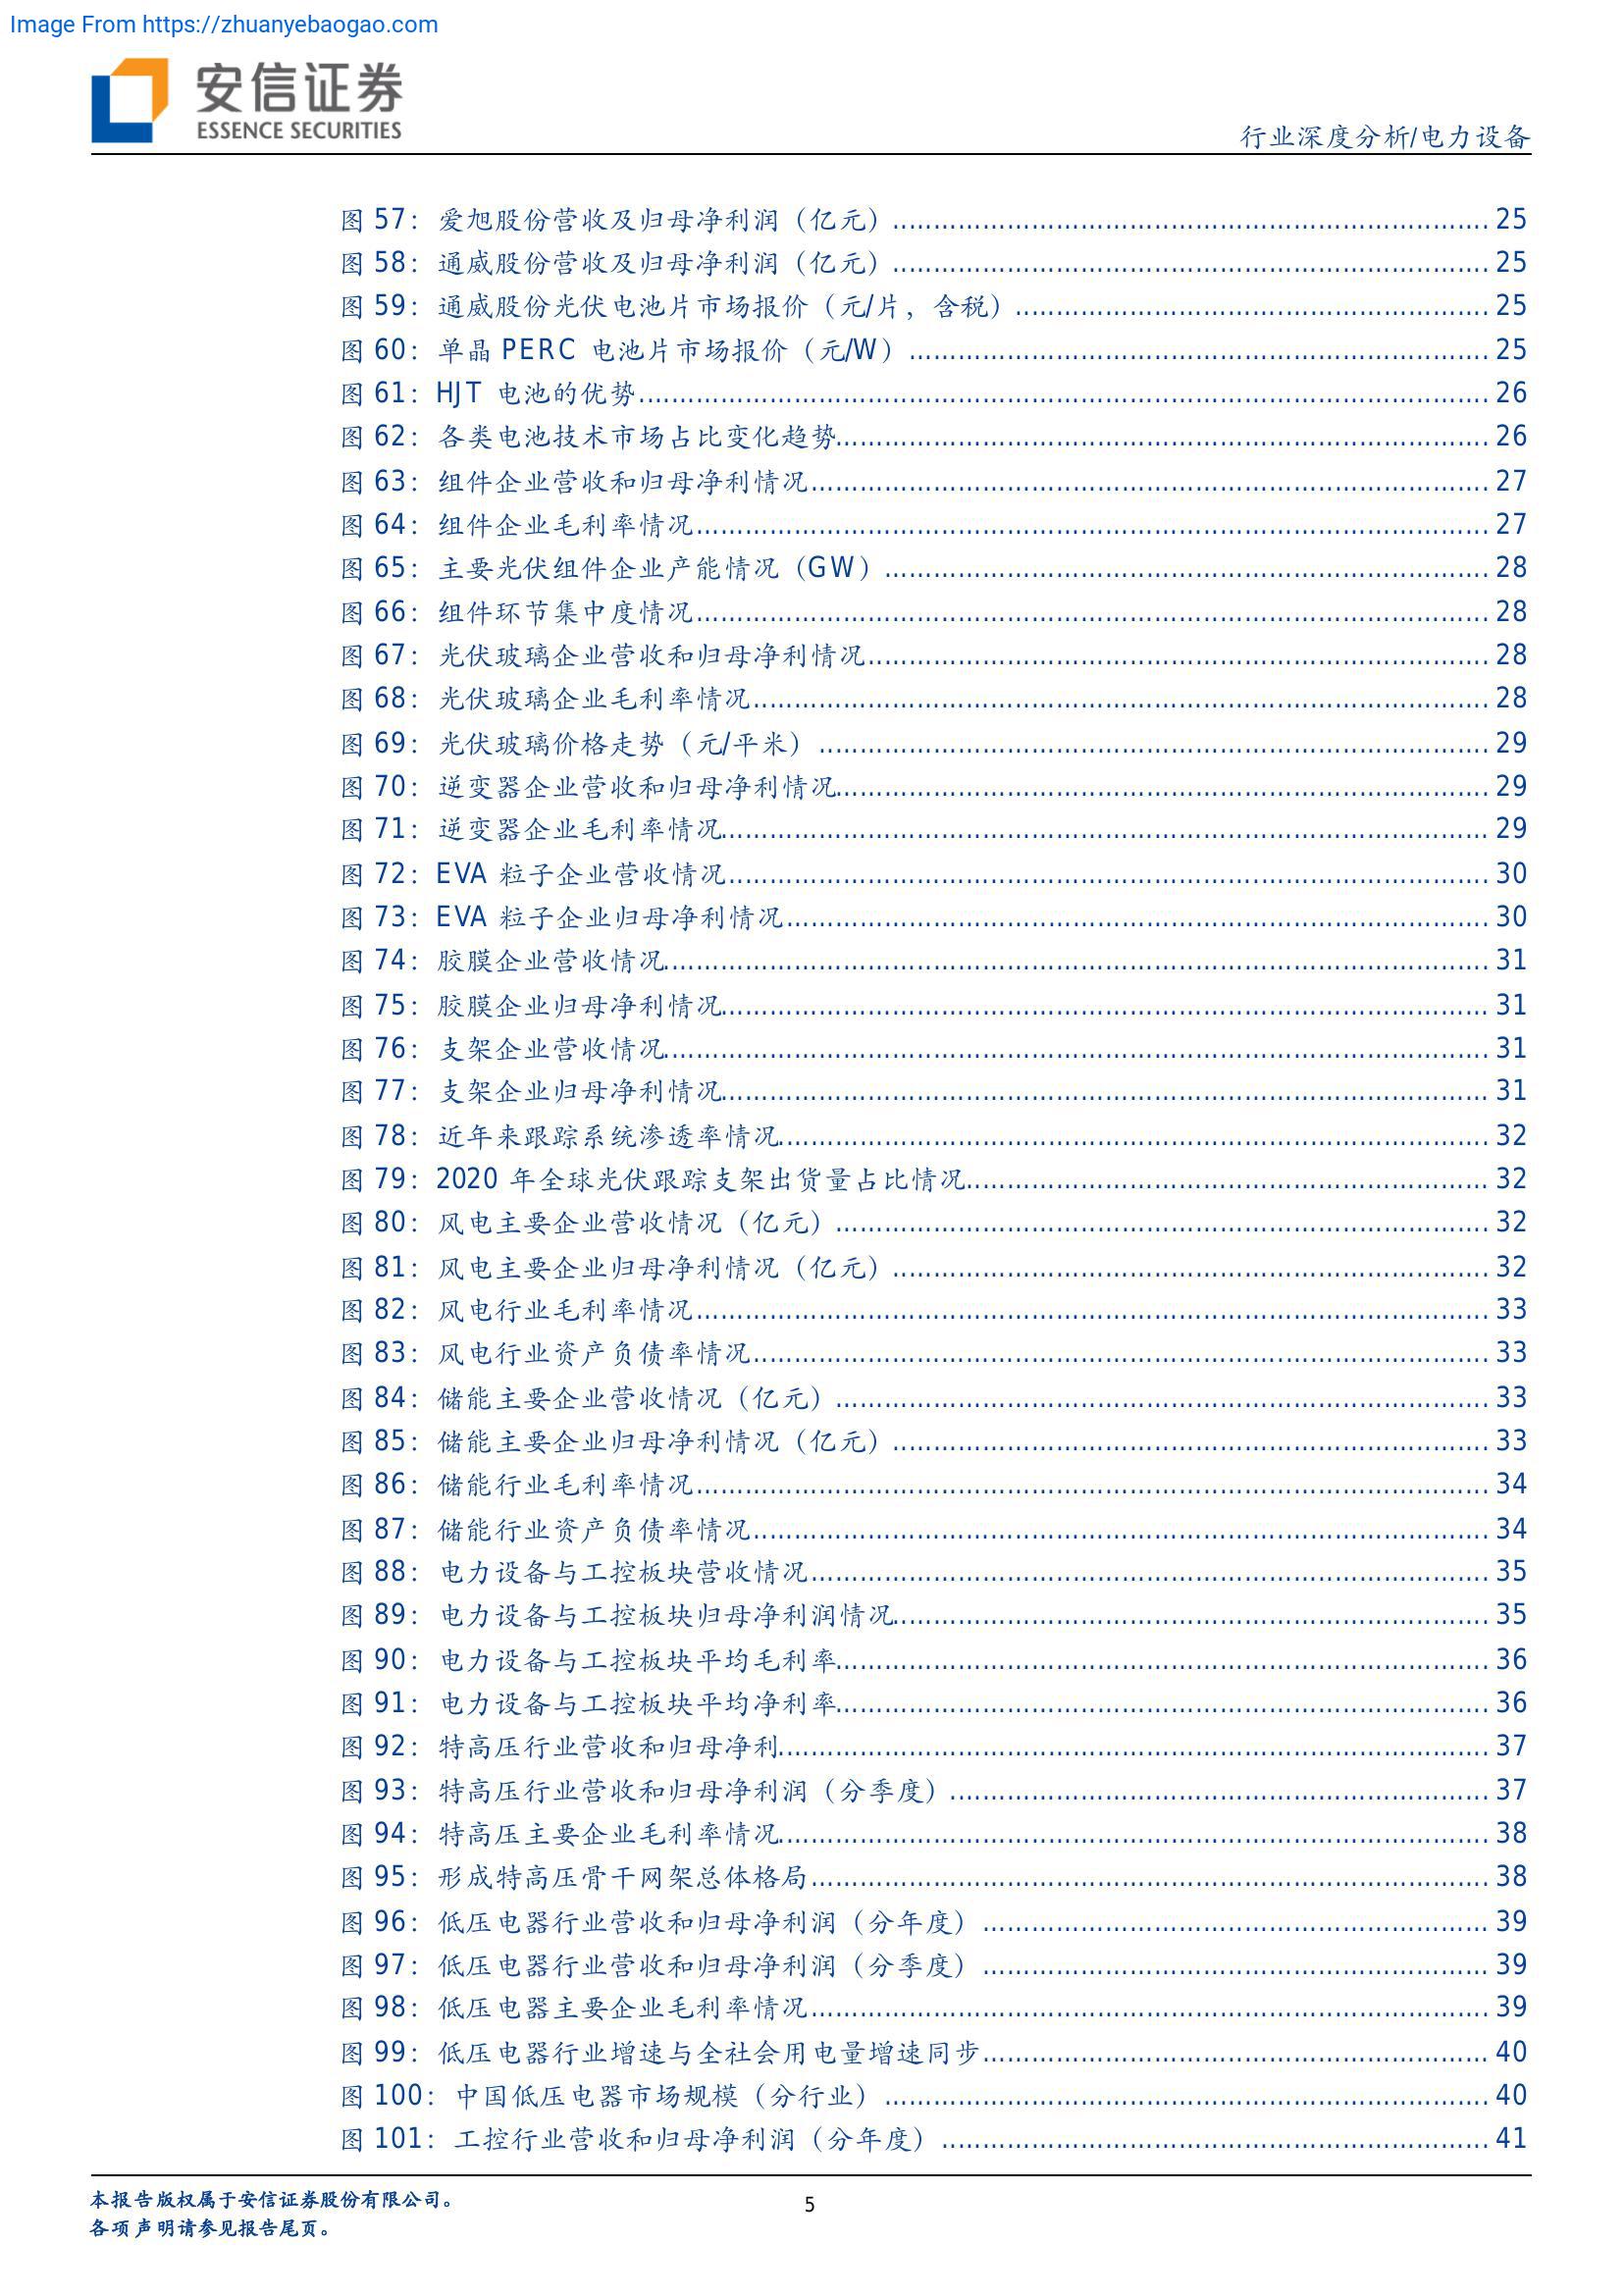 Image From https://zhuanyebaogao.com
安信证券
ESSENCE SECURITIES
行业深度分析/电力设备
图 57：爱旭股份营收及归母净利润（亿元）........ 25
图 58：通威股份营收及归母净利润（亿元）........ 25
图 59：通威股份光伏电池片市场报价（元/片，含税）........ 25
图 60：单晶 PERC 电池片市场报价（元/W）........ 25
图 61：HJT 电池的优势........ 26
图 62：各类电池技术市场占比变化趋势........ 26
图 63：组件企业营收和归母净利情况........ 27
图 64：组件企业毛利率情况........ 27
图 65：主要光伏组件企业产能情况（GW）........ 28
图 66：组件环节集中度情况........ 28
图 67：光伏玻璃企业营收和归母净利情况........ 28
图 68：光伏玻璃企业毛利率情况........ 28
图 69：光伏玻璃价格走势（元/平米）........ 29
图 70：逆变器企业营收和归母净利情况........ 29
图 71：逆变器企业毛利率情况........ 29
图 72：EVA 粒子企业营收情况........ 30
图 73：EVA 粒子企业归母净利情况........ 30
图 74：胶膜企业营收情况........ 31
图 75：胶膜企业归母净利情况........ 31
图 76：支架企业营收情况........ 31
图 77：支架企业归母净利情况........ 31
图 78：近年来跟踪系统渗透率情况........ 32
图 79：2020 年全球光伏跟踪支架出货量占比情况........ 32
图 80：风电主要企业营收情况（亿元）........ 32
图 81：风电主要企业归母净利情况（亿元）........ 32
图 82：风电行业毛利率情况........ 33
图 83：风电行业资产负债率情况........ 33
图 84：储能主要企业营收情况（亿元）........ 33
图 85：储能主要企业归母净利情况（亿元）........ 33
图 86：储能行业毛利率情况........ 34
图 87：储能行业资产负债率情况........ 34
图 88：电力设备与工控板块营收情况........ 35
图 89：电力设备与工控板块归母净利润情况........ 35
图 90：电力设备与工控板块平均毛利率........ 36
图 91：电力设备与工控板块平均净利率........ 36
图 92：特高压行业营收和归母净利........ 37
图 93：特高压行业营收和归母净利润（分季度）........ 37
图 94：特高压主要企业毛利率情况........ 38
图 95：形成特高压骨干网架总体格局........ 38
图 96：低压电器行业营收和归母净利润（分年度）........ 39
图 97：低压电器行业营收和归母净利润（分季度）........ 39
图 98：低压电器主要企业毛利率情况........ 39
图 99：低压电器行业增速与全社会用电量增速同步........ 40
图 100：中国低压电器市场规模（分行业）........ 40
图 101：工控行业营收和归母净利润（分年度）........ 41
本报告版权属于安信证券股份有限公司。
5
各项声明请参见报告尾页。